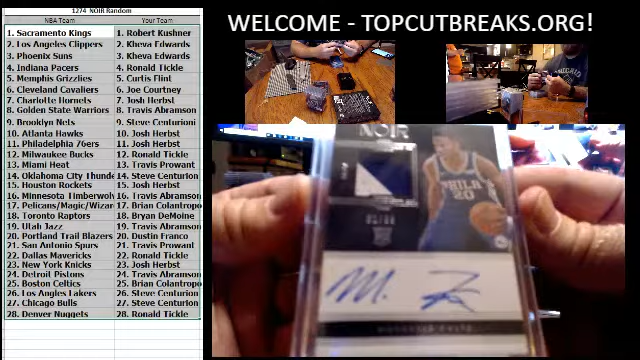 1274 NOIR Random
NBA Team Your Team
1. Sacramento Kings 1. Robert Kushner
2. Los Angeles Clippers 2. Kheva Edwards
3. Phoenix Suns 3. Kheva Edwards
4. Indiana Pacers 4. Ronald Tickle
5. Memphis Grizzlies 5. Curtis Flint
6. Cleveland Cavaliers 6. Joe Courtney
7. Charlotte Hornets 7. Josh Herbst
8. Golden State Warriors 8. Travis Abramson
9. Brooklyn Nets 9. Steve Centurioni
10. Atlanta Hawks 10. Josh Herbst
11. Philadelphia 76ers 11. Josh Herbst
12. Milwaukee Bucks 12. Ronald Tickle
13. Miami Heat 13. Travis Prowant
14. Oklahoma City Thunde 14. Steve Centurion
15. Houston Rockets 15. Josh Herbst
16. Minnesota Timberwolv 16. Travis Abramson
17. Pelicans/Magic/Wizar 17. Brian Colantropo
18. Toronto Raptors 18. Bryan DeMoine
19. Utah Jazz 19. Travis Abramson
20. Portland Trail Blazers 20. Dustin Franco
21. San Antonio Spurs 21. Travis Prowant
22. Dallas Mavericks 22. Ronald Tickle
23. New York Knicks 23. Josh Herbst
24. Detroit Pistons 24. Travis Abramson
25. Boston Celtics 25. Brian Colantropo
26. Los Angeles Lakers 26. Steve Centurion
27. Chicago Bulls 27. Steve Centurion
28. Denver Nuggets 28. Ronald Tickle
WELCOME - TOPCUTBREAKS.ORG!
NOIR
PHILA
20